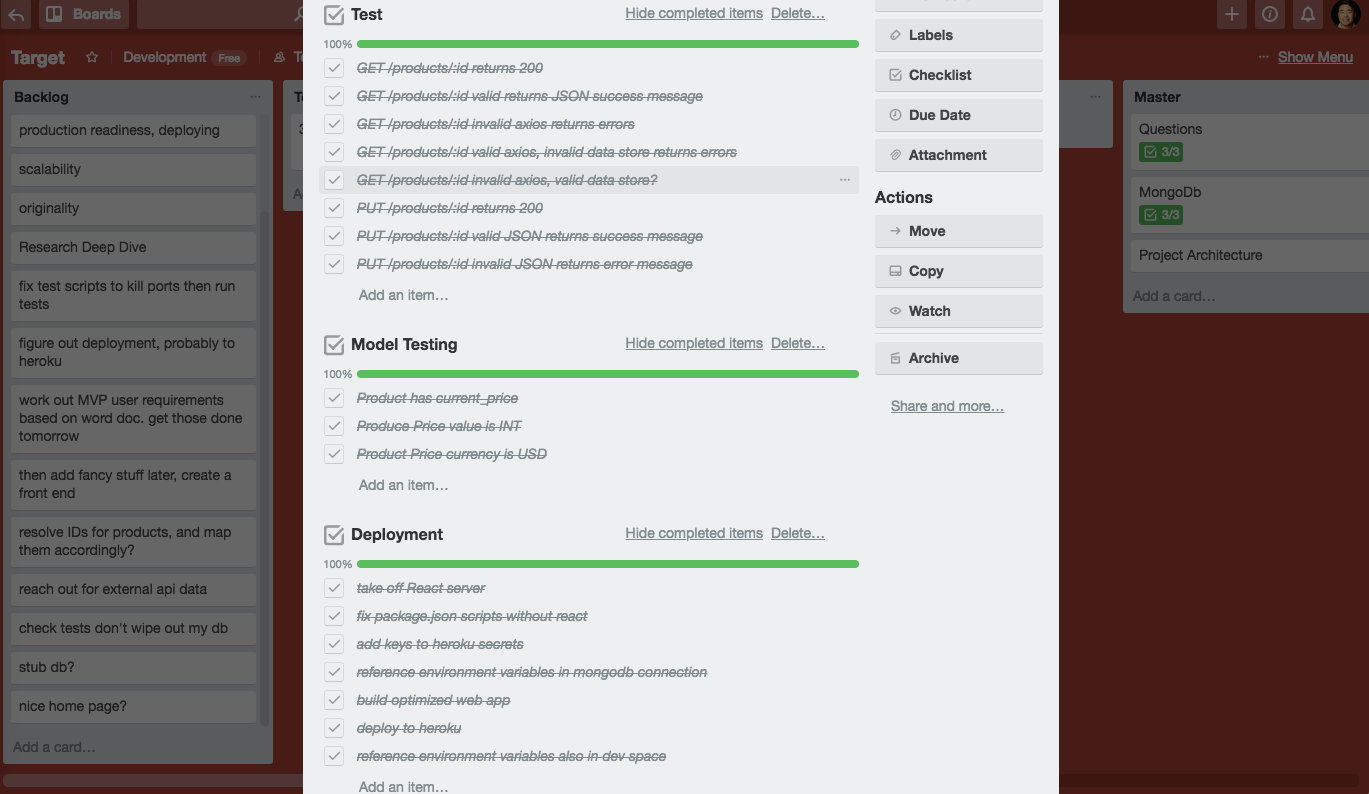 Boards
Target
Development Free
Show Menu
Backlog
production readiness, deploying
scalability
originality
Research Deep Dive
fix test scripts to kill ports then run
tests
figure out deployment, probably to
heroku
work out MVP user requirements
based on word doc. get those done
tomorrow
then add fancy stuff later, create a
front end
resolve IDs for products, and map
them accordingly?
reach out for external api data
check tests don't wipe out my db
stub db?
nice home page?
Add a card…
Test
Hide completed items Delete…
100%
GET /products/:id returns 200
GET /products/:id valid returns JSON success message
GET /products/:id invalid axios returns errors
GET /products/:id valid axios, invalid data store returns errors
GET /products/:id invalid axios, valid data store?
PUT /products/:id returns 200
PUT /products/:id valid JSON returns success message
PUT /products/:id invalid JSON returns error message
Add an item…
Model Testing
Hide completed items Delete…
100%
Product has current_price
Produce Price value is INT
Product Price currency is USD
Add an item…
Deployment
Hide completed items Delete…
100%
take off React server
fix package.json scripts without react
add keys to heroku secrets
reference environment variables in mongodb connection
build optimized web app
deploy to heroku
reference environment variables also in dev space
Add an item…
Labels
Checklist
Due Date
Attachment
Actions
Move
Copy
Watch
Archive
Share and more…
Master
Questions
3/3
MongoDb
3/3
Project Architecture
Add a card…